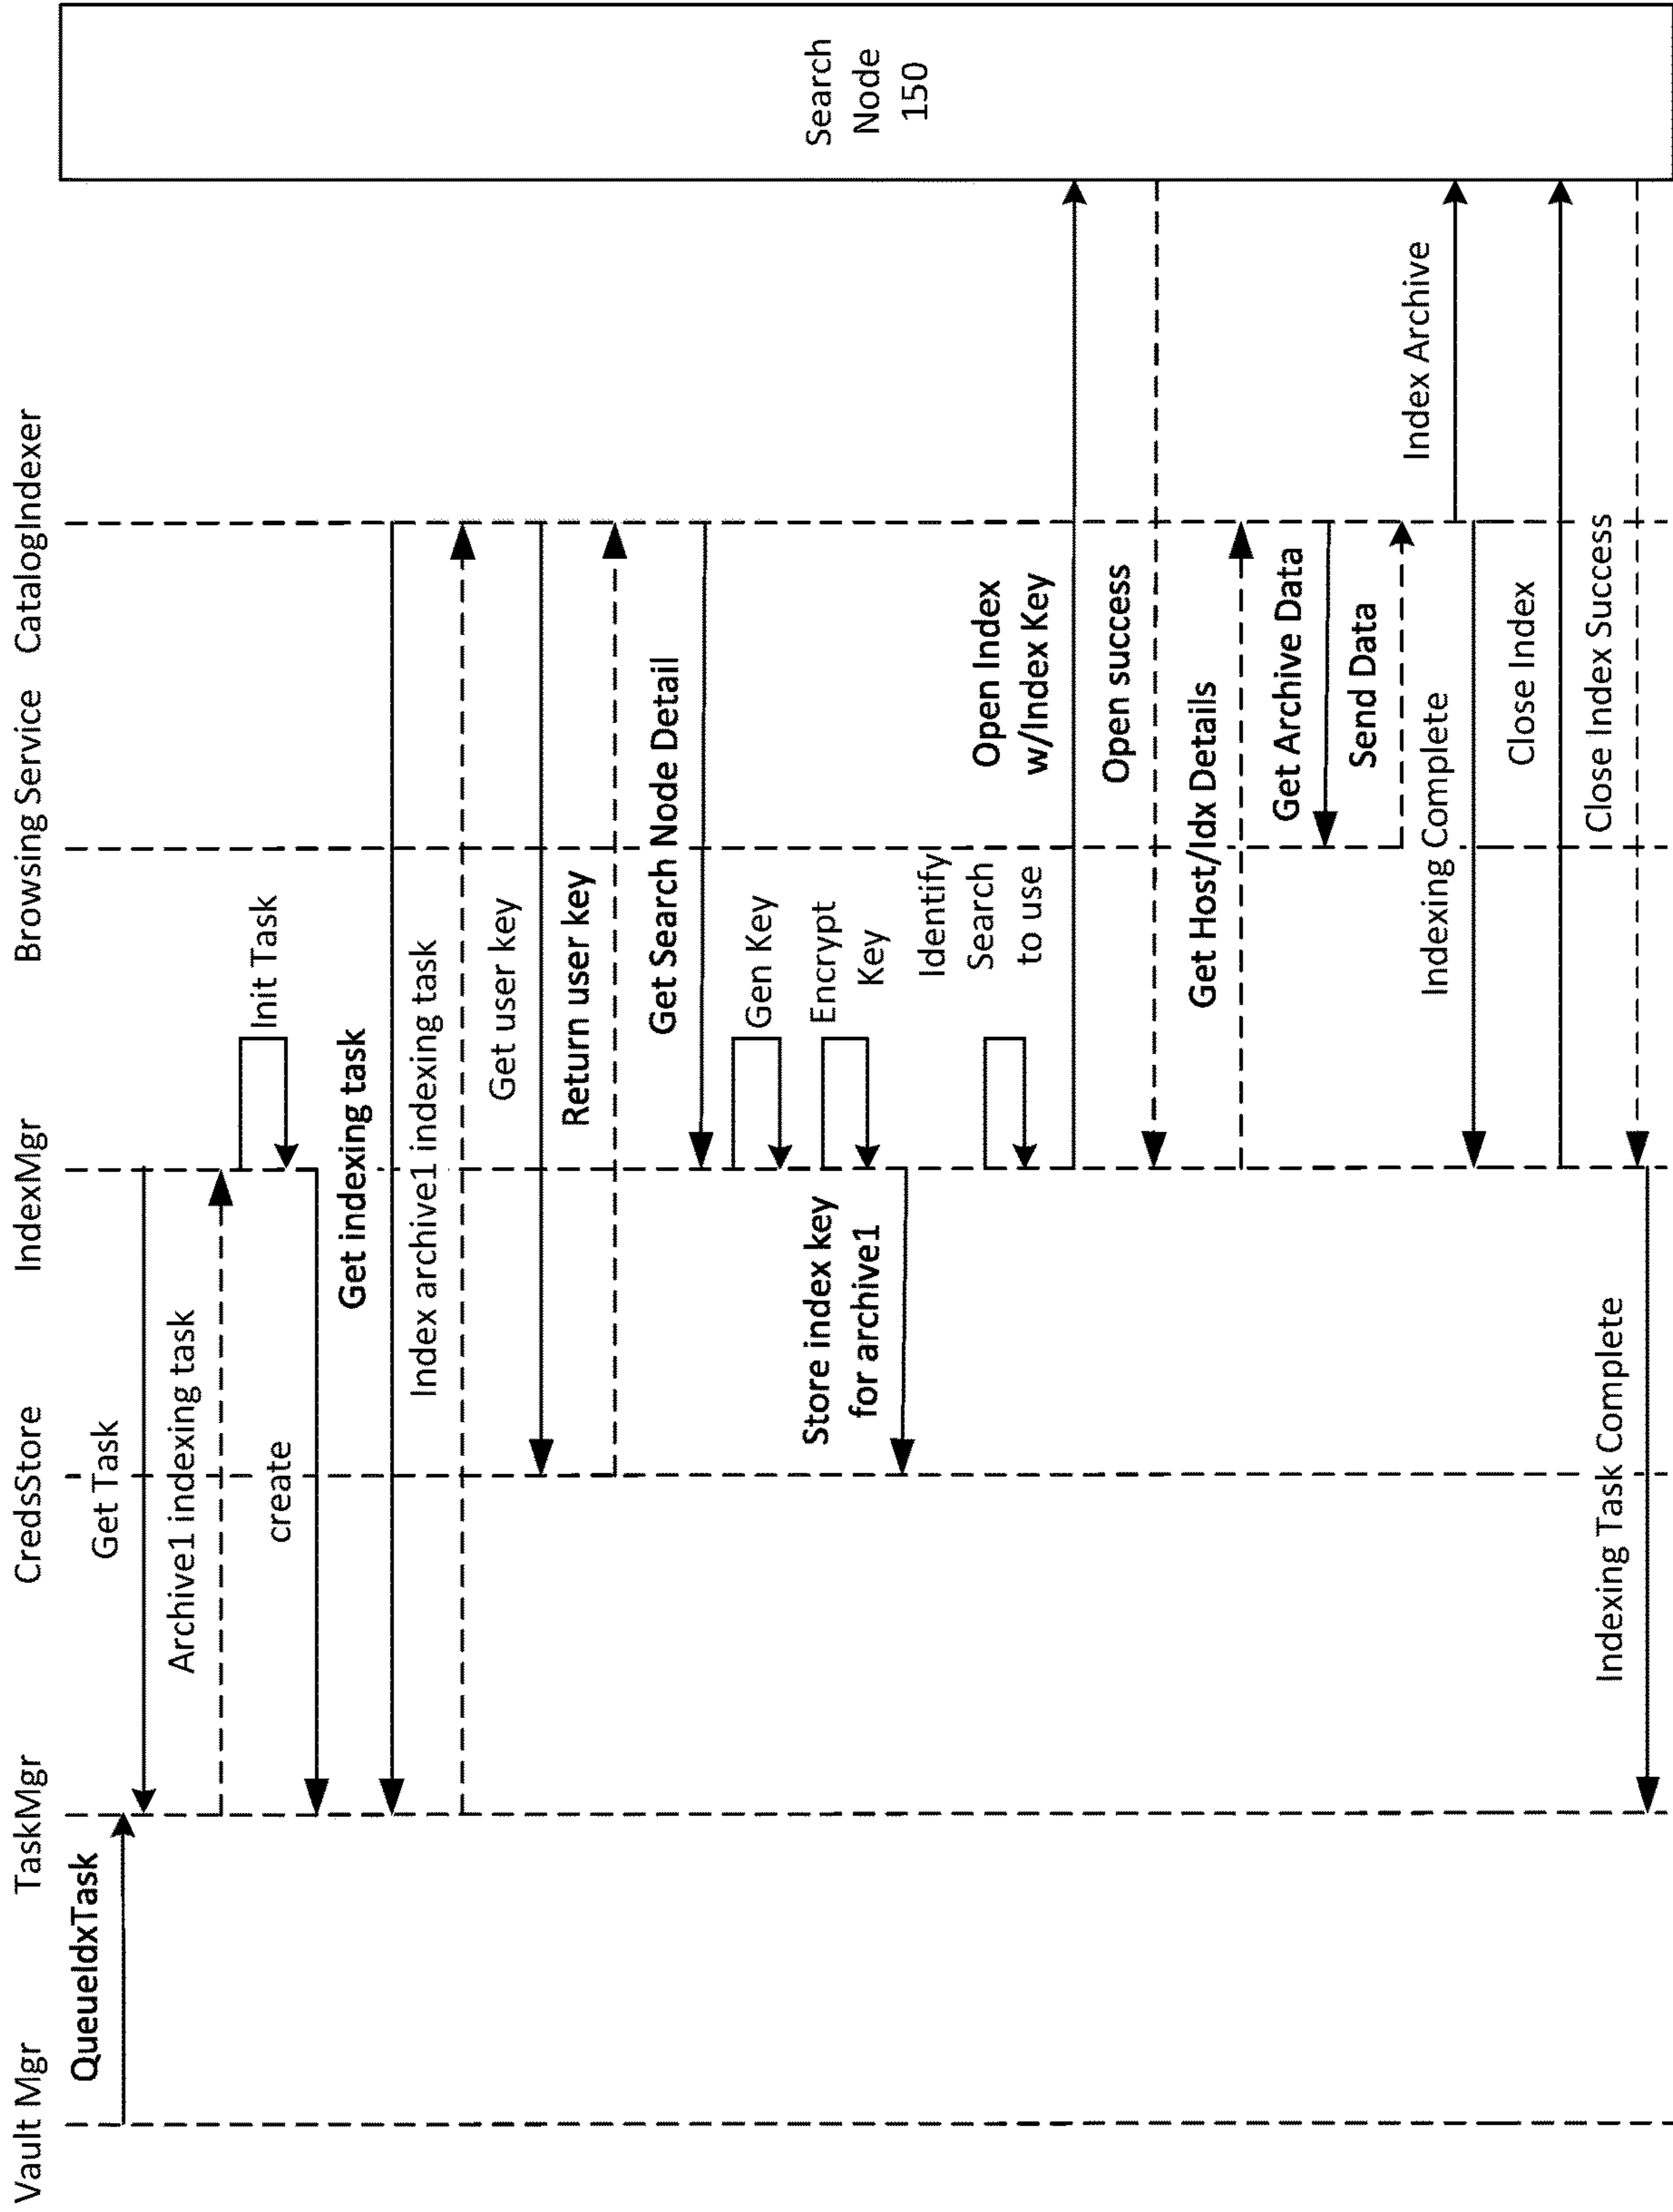 Vault Mgr
TaskMgr
CredsStore
IndexMgr
Browsing Service
CatalogIndexer
QueueIdxTask
Get Task
Archive1 indexing task
Init Task
create
Get indexing task
Index archive1 indexing task
Get user key
Return user key
Get Search Node Detail
Gen Key
Encrypt
Key
Store index key
for archive1
Identify
Search
to use
Open Index
w/Index Key
Open success
Get Host/Idx Details
Get Archive Data
Send Data
Index Archive
Indexing Complete
Close Index
Close Index Success
Indexing Task Complete
Search
Node
150